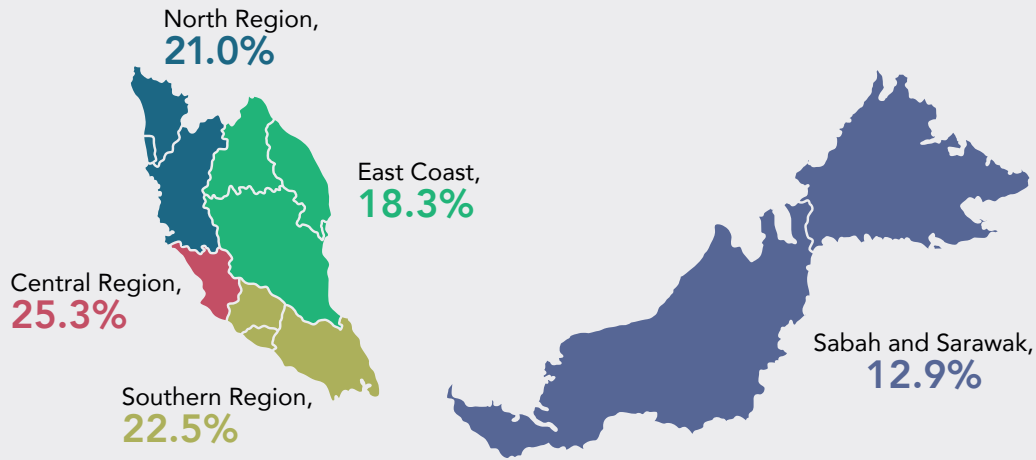 North Region,
21.0%
East Coast,
18.3%
Central Region,
25.3%
Sabah and Sarawak,
12.9%
Southern Region,
22.5%